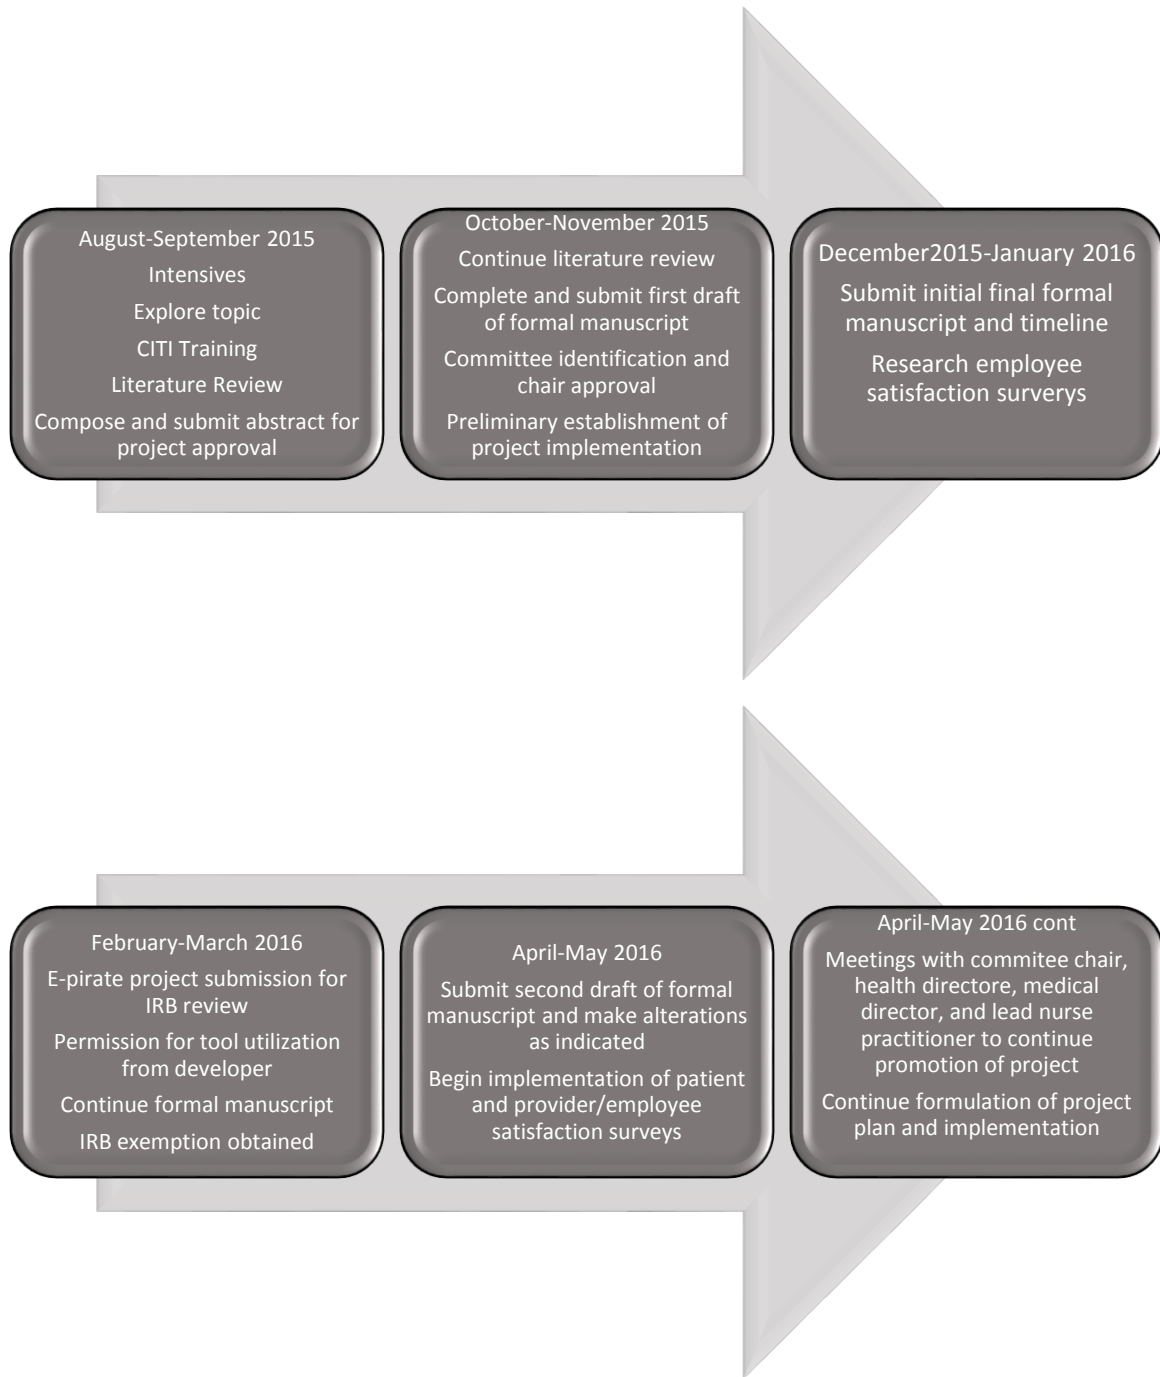 August-September 2015
Intensives
Explore topic
CITI Training
Literature Review
Compose and submit abstract for
project approval
October-November 2015
Continue literature review
Complete and submit first draft
of formal manuscript
Committee identification and
chair approval
Preliminary establishment of
project implementation
December2015-January 2016
Submit initial final formal
manuscript and timeline
Research employee
satisfaction surverys
February-March 2016
E-pirate project submission for
IRB review
Permission for tool utilization
from developer
Continue formal manuscript
IRB exemption obtained
April-May 2016
Submit second draft of formal
manuscript and make alterations
as indicated
Begin implementation of patient
and provider/employee
satisfaction surveys
April-May 2016 cont
Meetings with commitee chair,
health directore, medical
director, and lead nurse
practitioner to continue
promotion of project
Continue formulation of project
plan and implementation